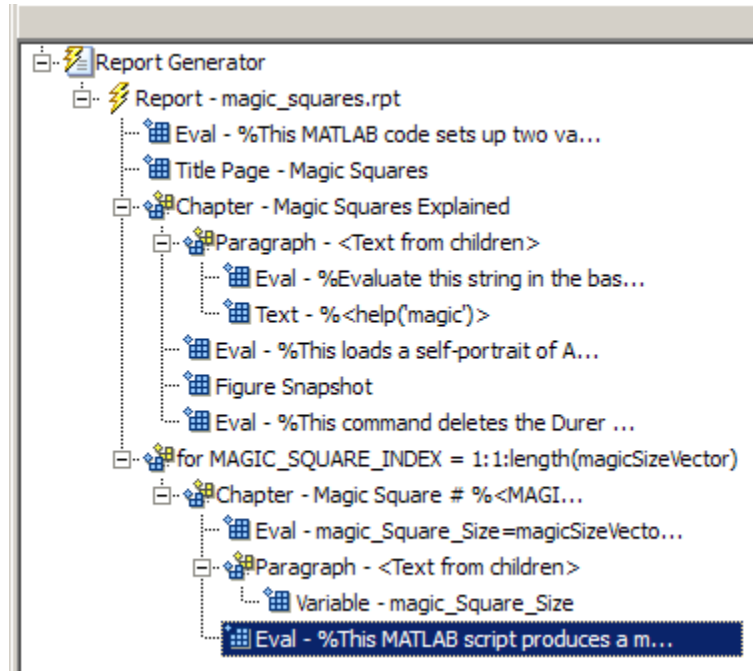 Report Generator
Report - magic_squares.rpt
Eval - %This MATLAB code sets up two va...
Title Page - Magic Squares
Chapter - Magic Squares Explained
Paragraph - <Text from children>
Eval - %Evaluate this string in the bas...
Text - %<help('magic')>
Eval - %This loads a self-portrait of A...
Figure Snapshot
Eval - %This command deletes the Durer ...
for MAGIC_SQUARE_INDEX = 1:1:length(magicSizeVector)
Chapter - Magic Square # %<MAGI...
Eval - magic_Square_Size=magicSizeVecto...
Paragraph - <Text from children>
Variable - magic_Square_Size
Eval - %This MATLAB script produces a m...